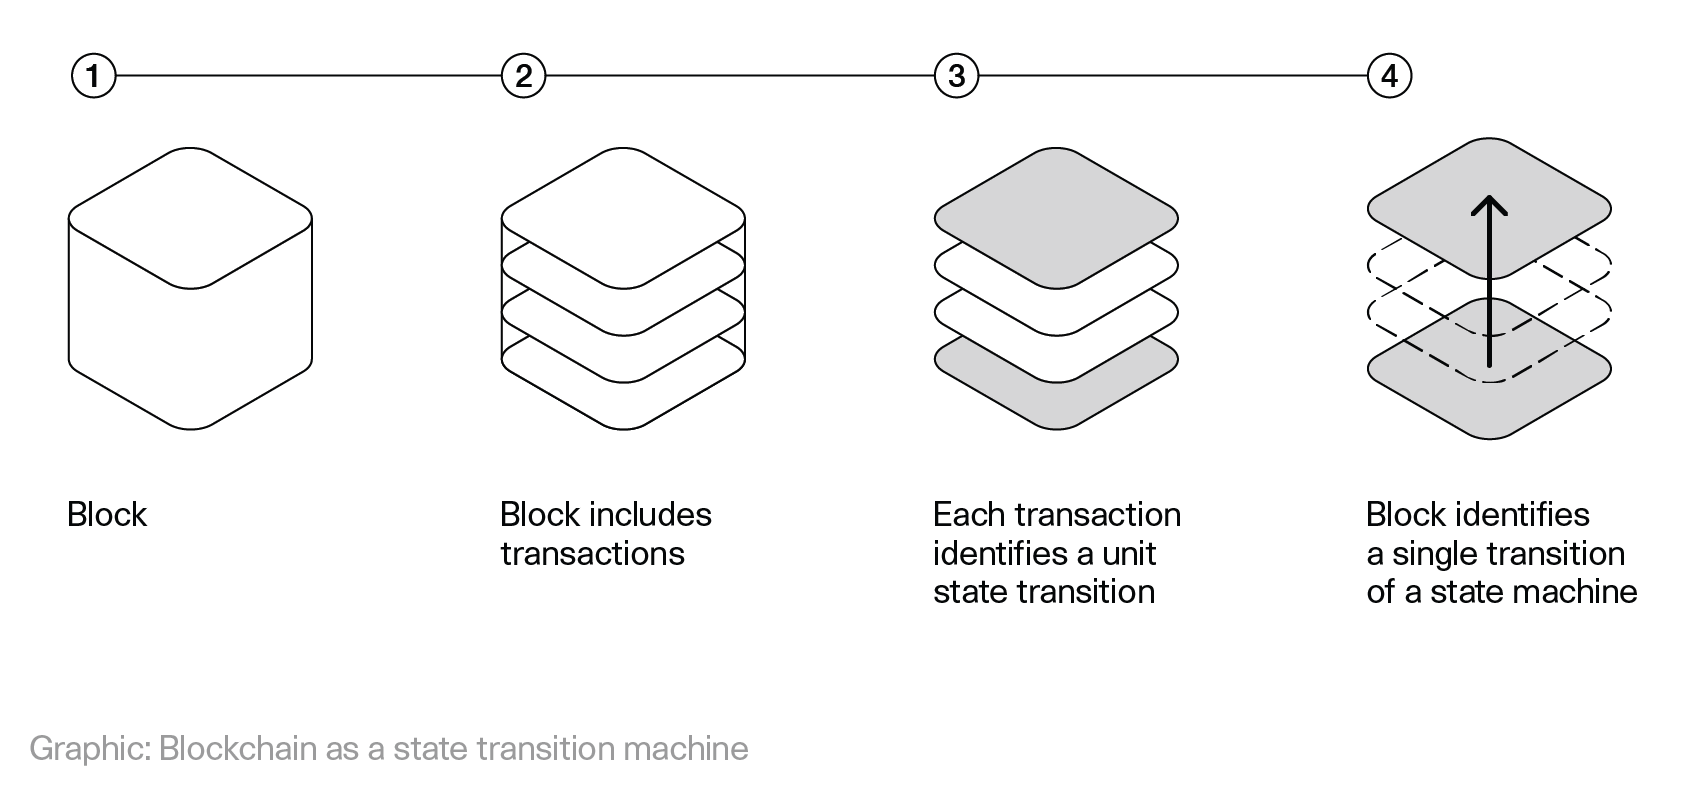 1
2
3
4
Block
Block includes
transactions
Each transaction
identifies a unit
state transition
Block identifies
a single transition
of a state machine
Graphic: Blockchain as a state transition machine